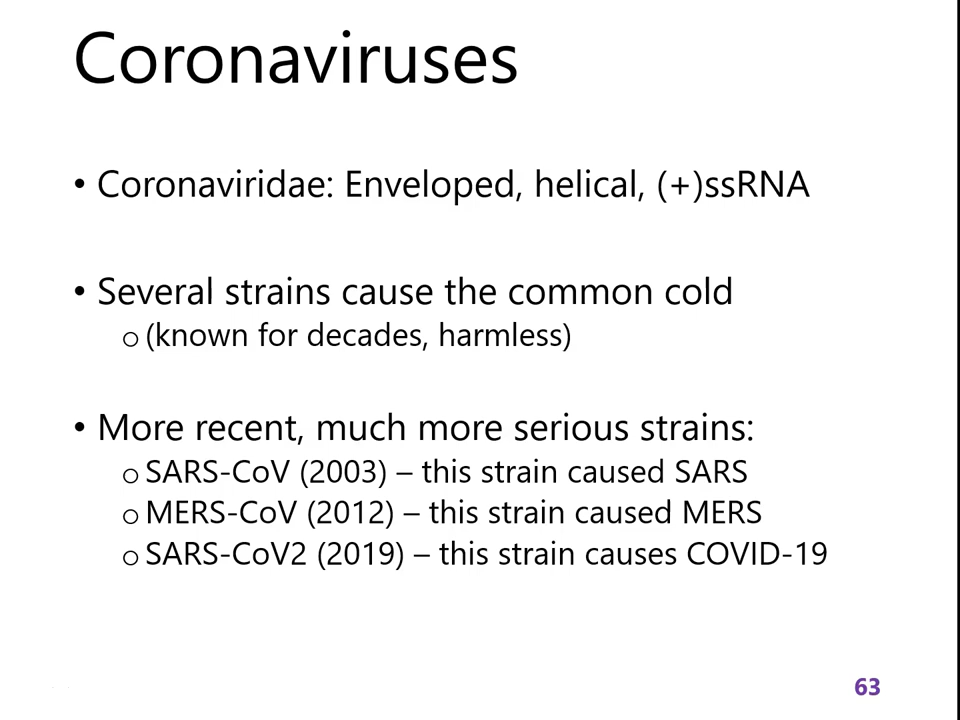 Coronaviruses
• Coronaviridae: Enveloped, helical, (+)ssRNA
• Several strains cause the common cold
o (known for decades, harmless)
• More recent, much more serious strains:
o SARS-CoV (2003) – this strain caused SARS
o MERS-CoV (2012) – this strain caused MERS
o SARS-CoV2 (2019) – this strain causes COVID-19
63